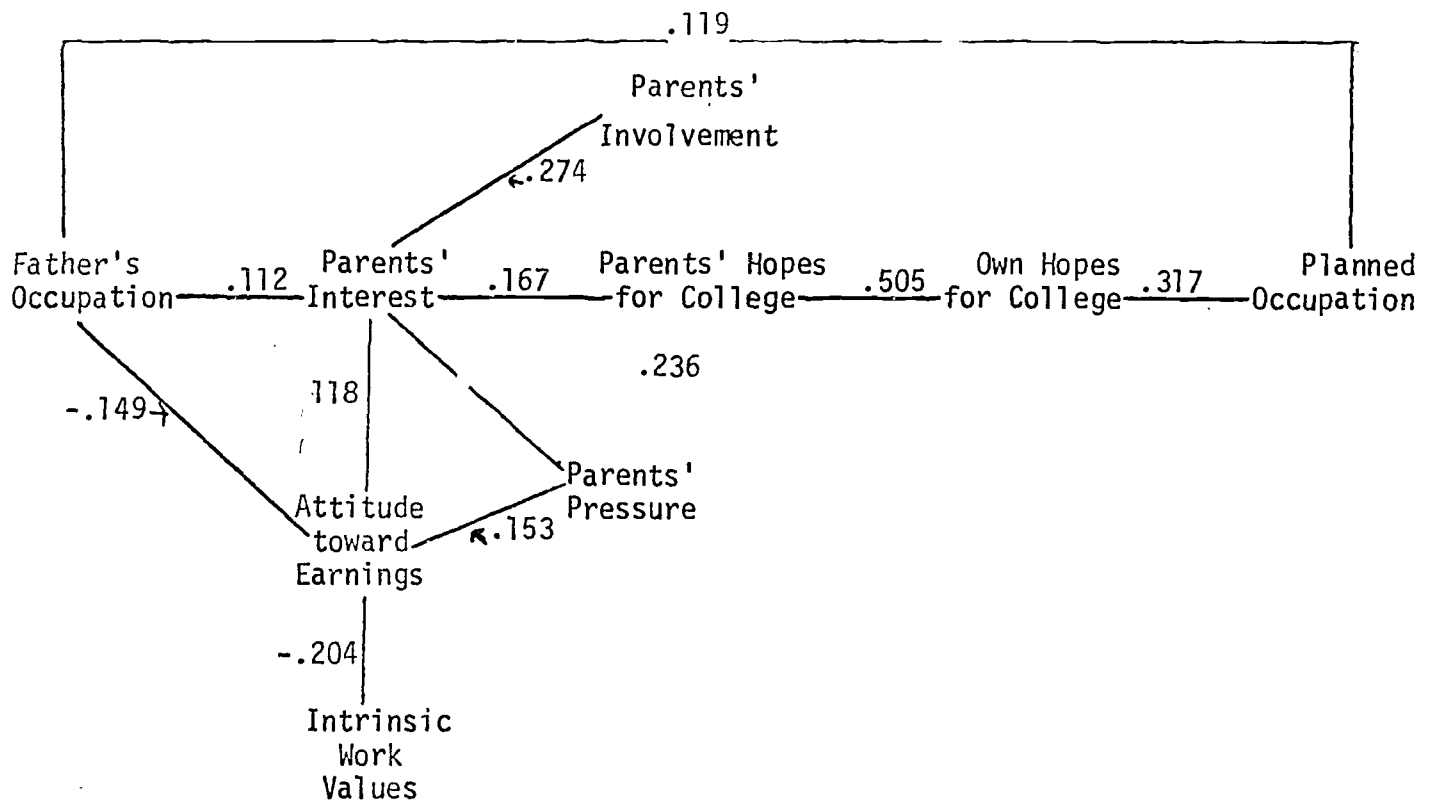 .119
Parents'
Involvement
.274
Father's
Occupation
.112
Parents'
Interest
.167
Parents' Hopes
for College
.505
Own Hopes
for College
.317
Planned
Occupation
.236
118
-.149
Parents'
Pressure
Attitude
toward
Earnings
.153
-.204
Intrinsic
Work
Values